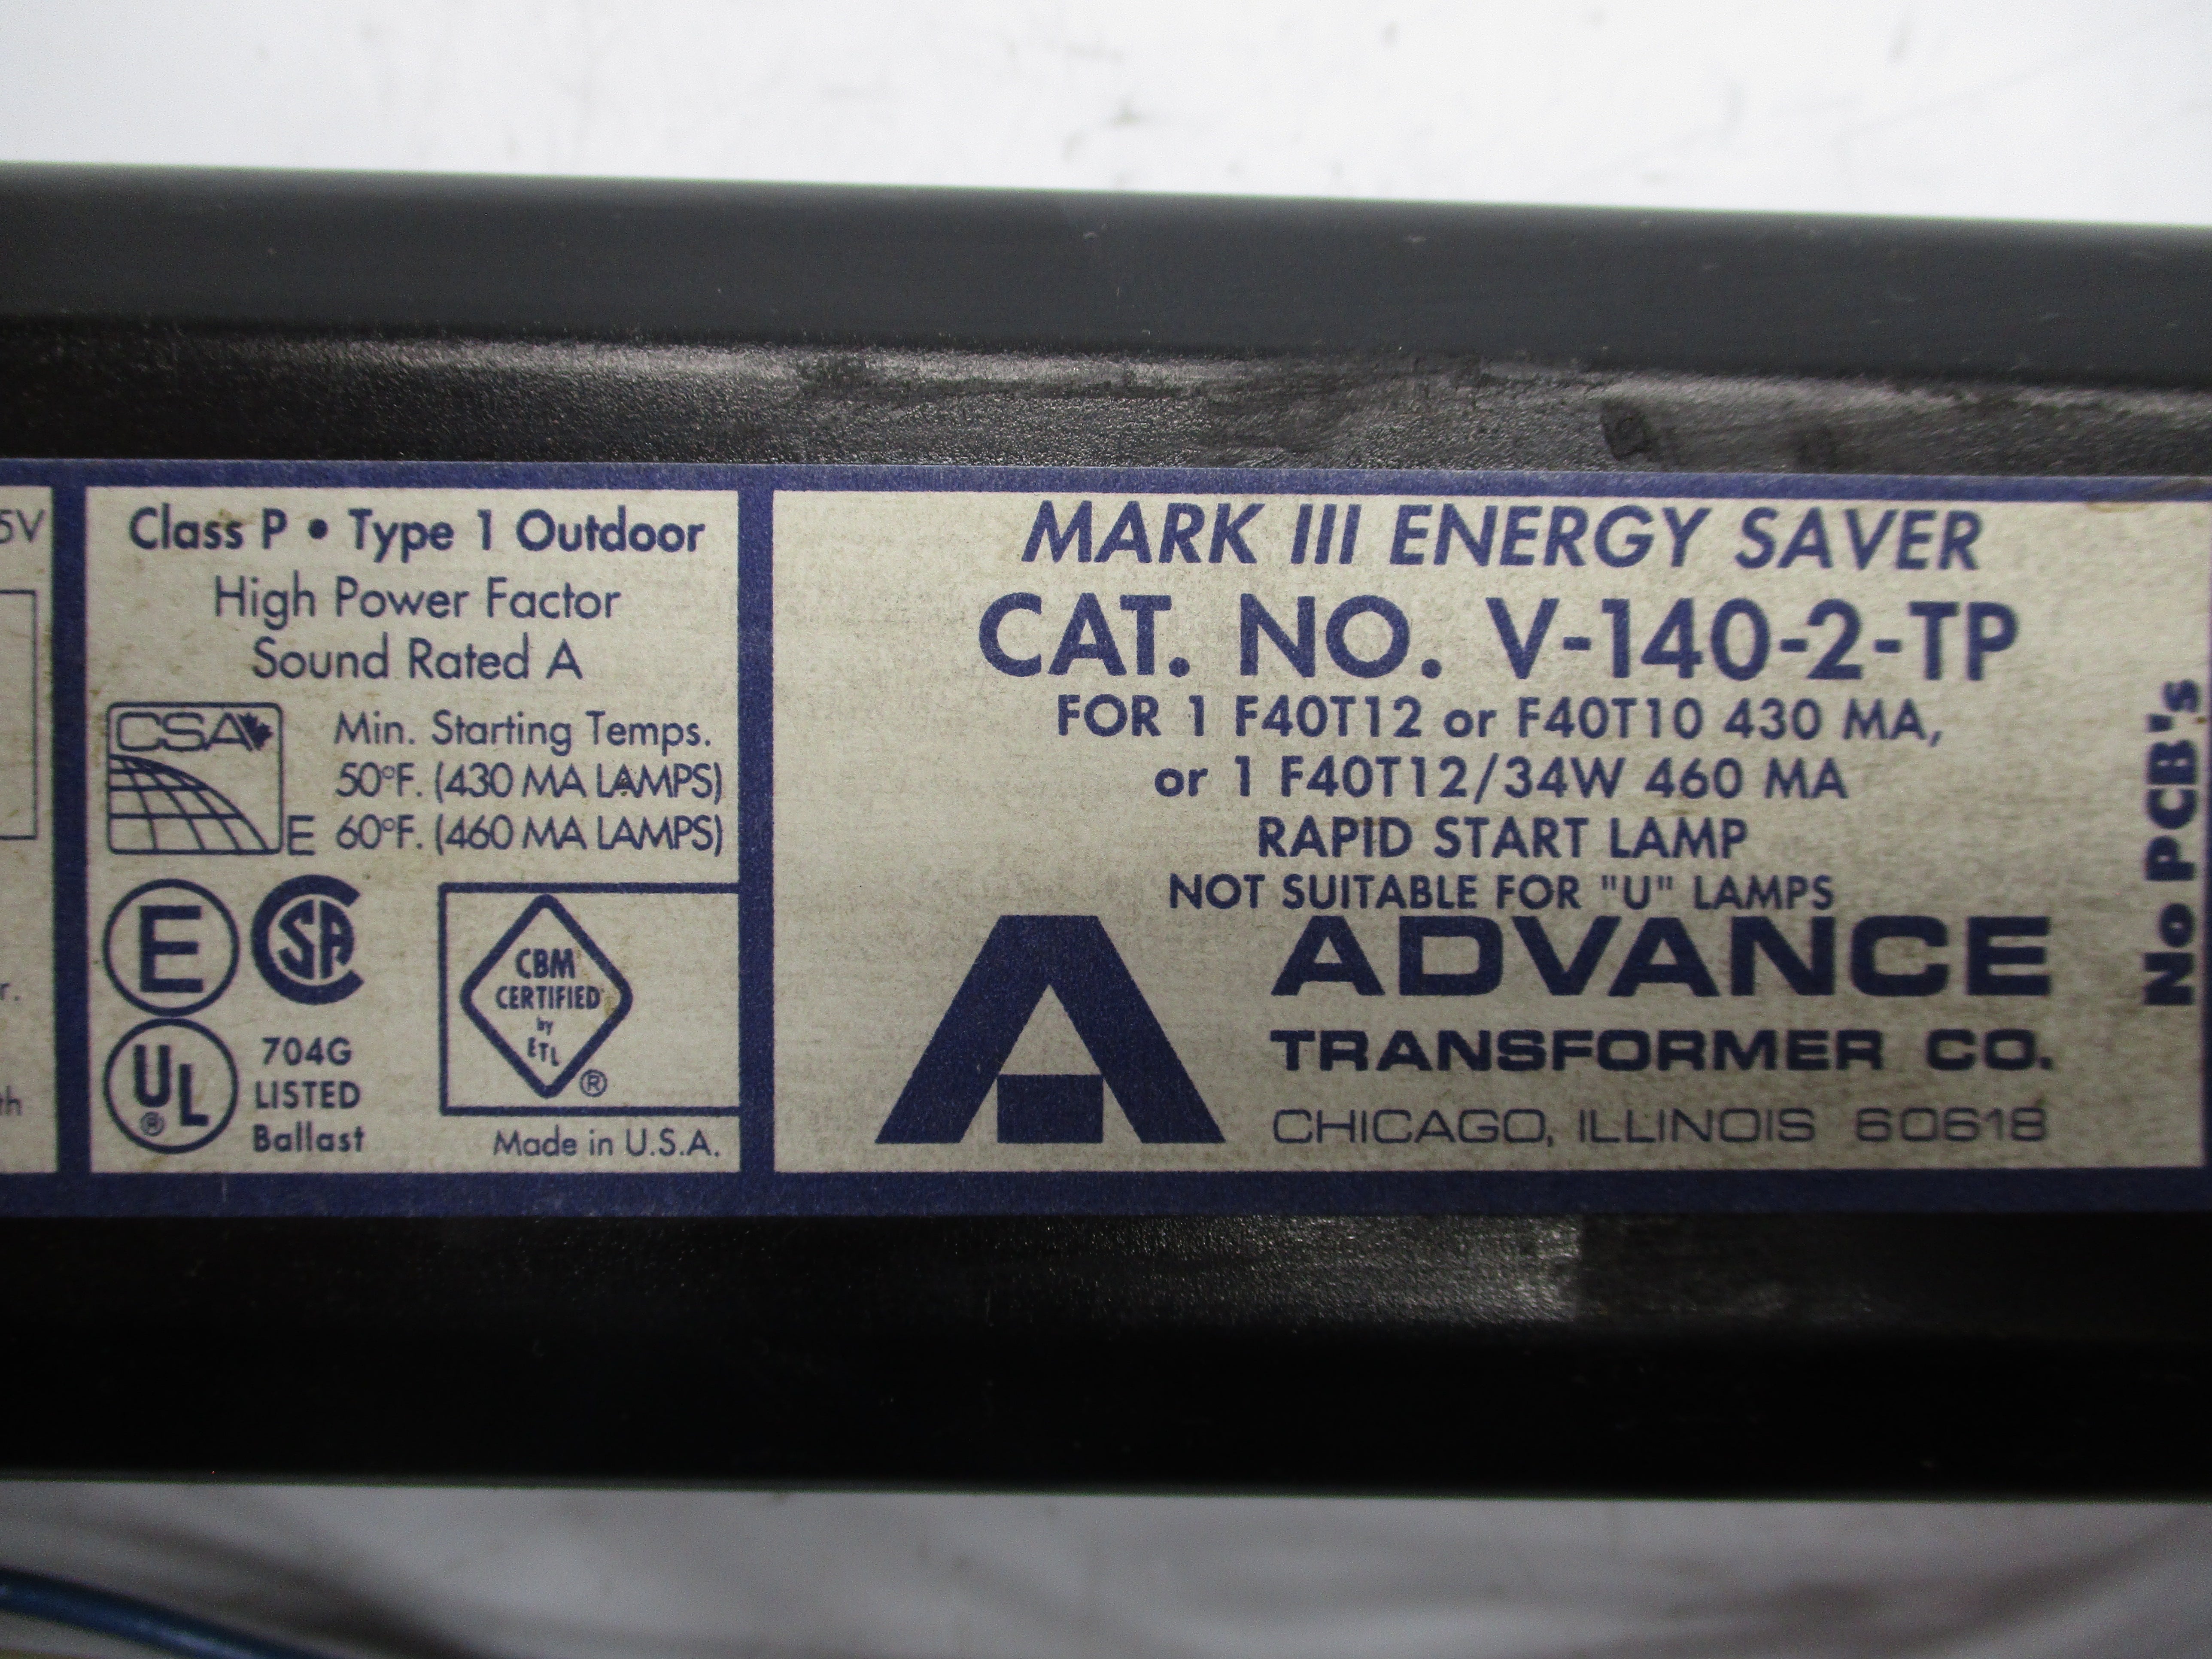 5V
r.
th
Class P • Type 1 Outdoor
High Power Factor
Sound Rated A
CSA
E
Min. Starting Temps.
50°F. (430 MA LAMPS)
60°F. (460 MA LAMPS)
E
SA
UL
®
704G
LISTED
Ballast
CBM
CERTIFIED
by
ETL
®
Made in U.S.A.
MARK III ENERGY SAVER
CAT. NO. V-140-2-TP
FOR 1 F40T12 or F40T10 430 MA,
or 1 F40T12/34W 460 MA
RAPID START LAMP
NOT SUITABLE FOR "U" LAMPS
ADVANCE
TRANSFORMER CO.
CHICAGO, ILLINOIS 60618
No PCB's